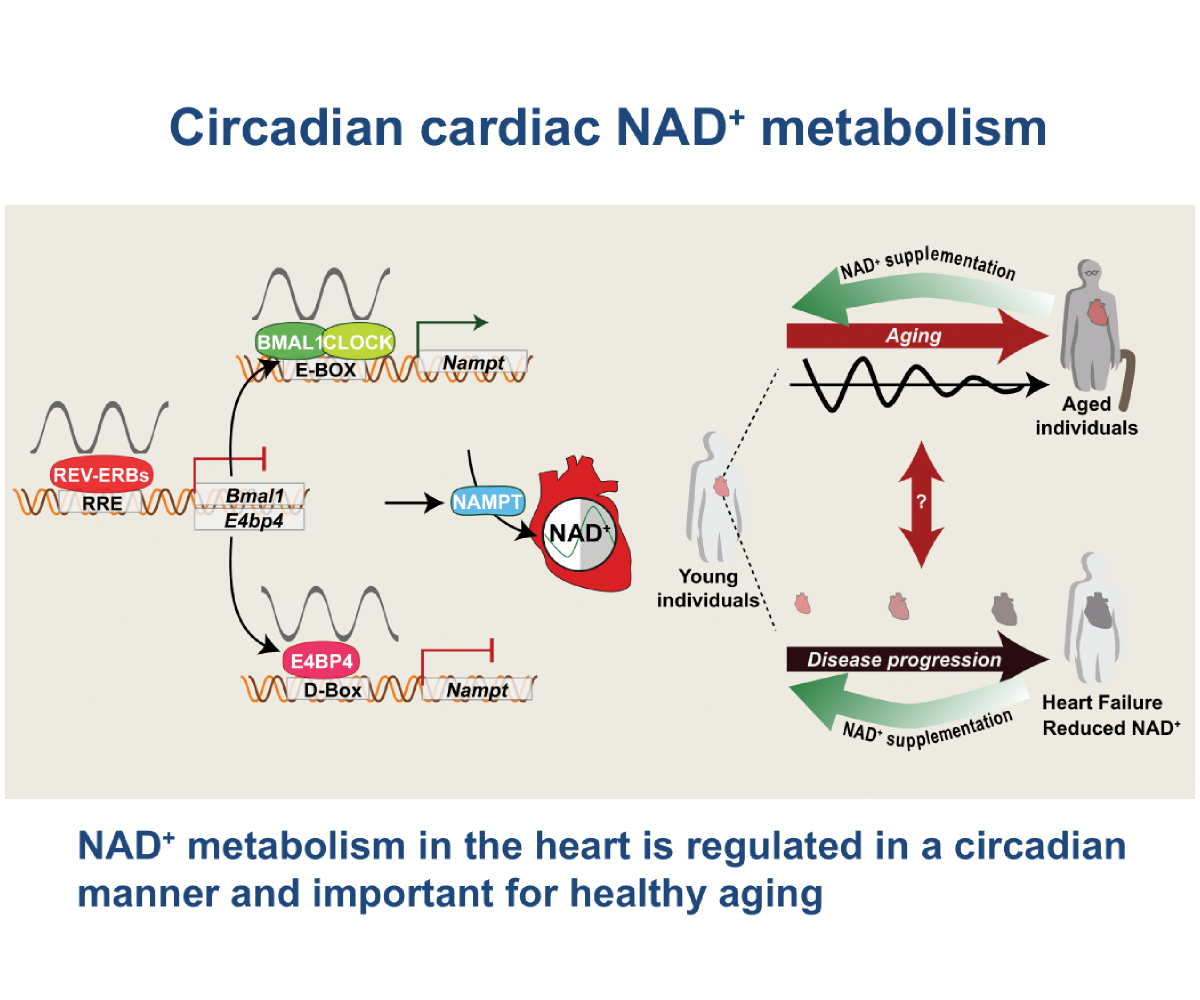 Circadian cardiac NAD⁺ metabolism
BMAL1
CLOCK
E-BOX
Nampt
REV-ERBs
RRE
Bmal1
E4bp4
E4BP4
D-Box
Nampt
NAMPT
NAD⁺
Young
individuals
NAD⁺ supplementation
Aging
Aged
individuals
?
Disease progression
NAD⁺ supplementation
Heart Failure
Reduced NAD⁺
NAD⁺ metabolism in the heart is regulated in a circadian
manner and important for healthy aging